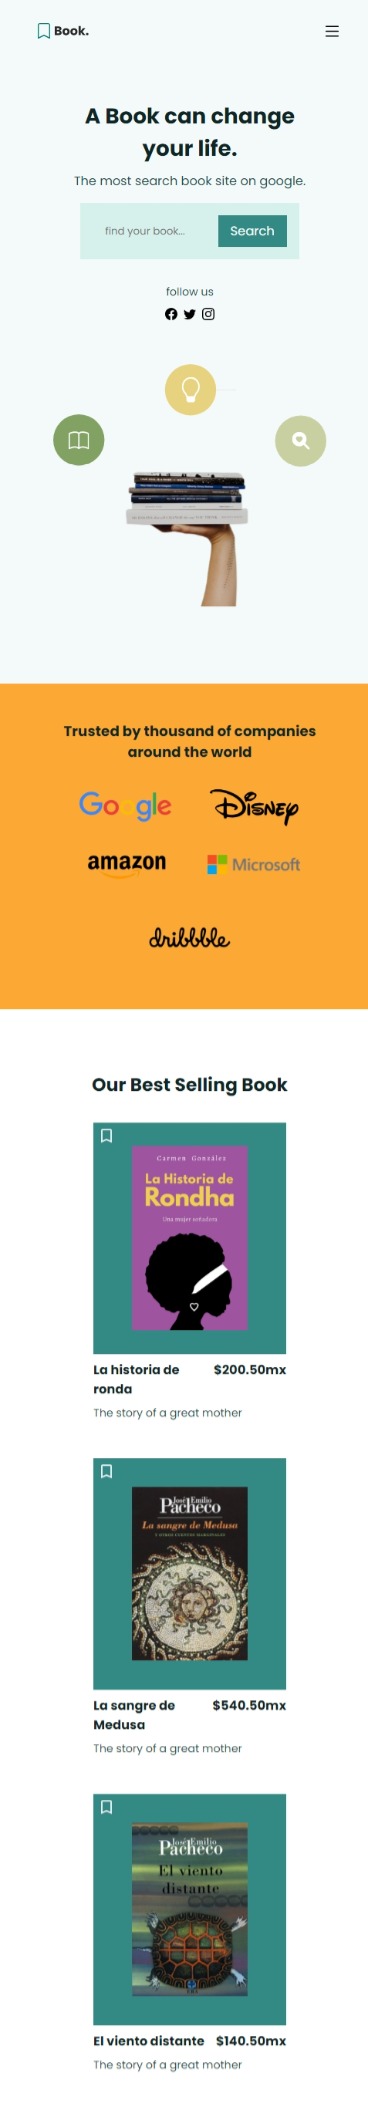 Book.
A Book can change
your life.
The most search book site on google.
find your book...
Search
follow us
Trusted by thousand of companies
around the world
Google
Disney
amazon
Microsoft
dribbble
Our Best Selling Book
Carmen González
La Historia de
Rondha
Una mujer soñadora
La historia de
ronda
$200.50mx
The story of a great mother
José Emilio
Pacheco
La sangre de Medusa
Y OTROS CUENTOS MARGINALES
La sangre de
Medusa
$540.50mx
The story of a great mother
José Emilio
Pacheco
El viento
distante
El viento distante
$140.50mx
The story of a great mother